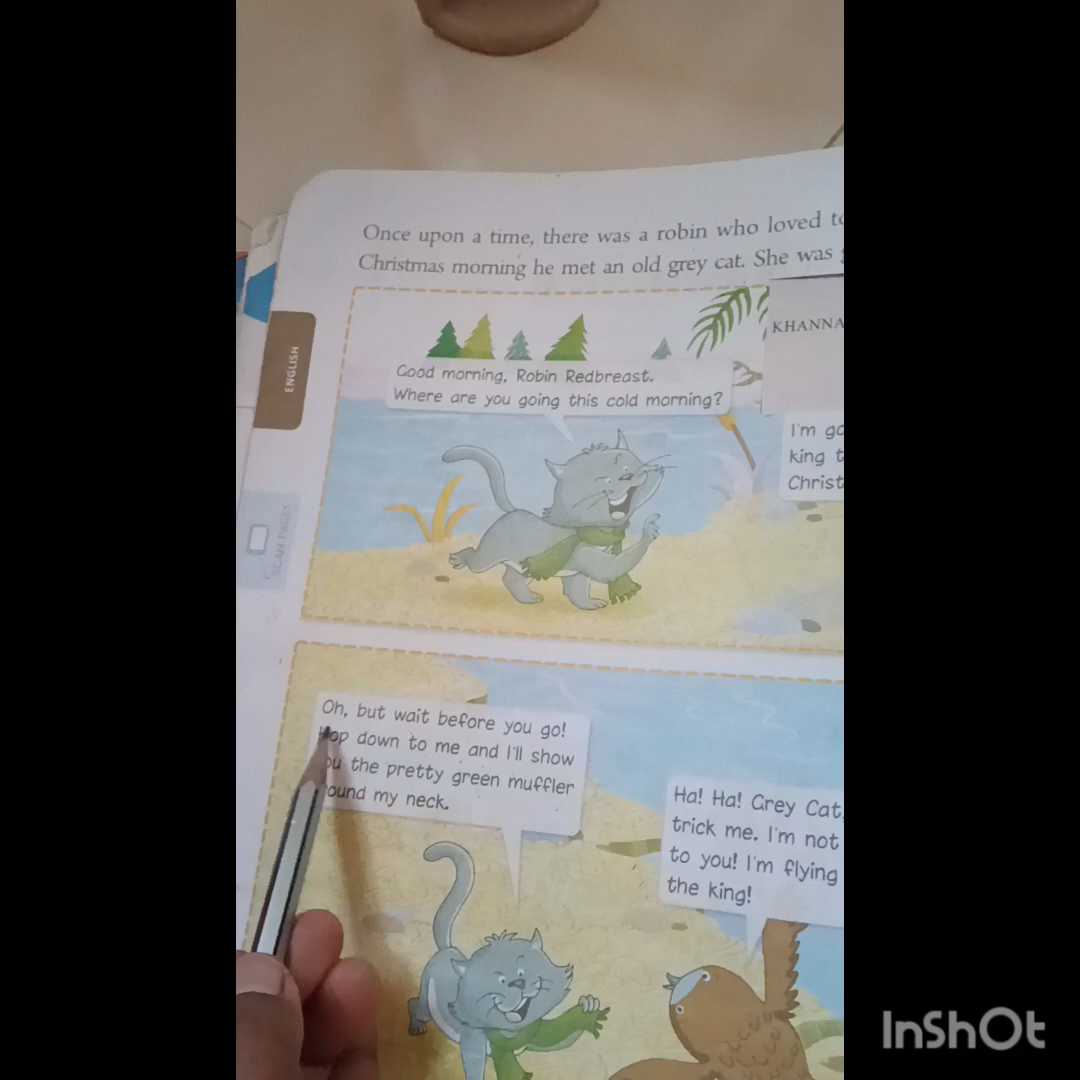 Once upon a time, there was a robin who loved
Christmas morning he met an old grey cat. She was
ENGLISH
KHANNA
Good morning, Robin Redbreast.
Where are you going this cold morning?
I'm
king
SCAN PAGE
Oh, but wait before you go!
Hop down to me and I'll show
the pretty green muffler
my neck.
Ha! Ha! Grey Cat,
trick me. I'm not
to you! I'm flying
the king!
InShOt